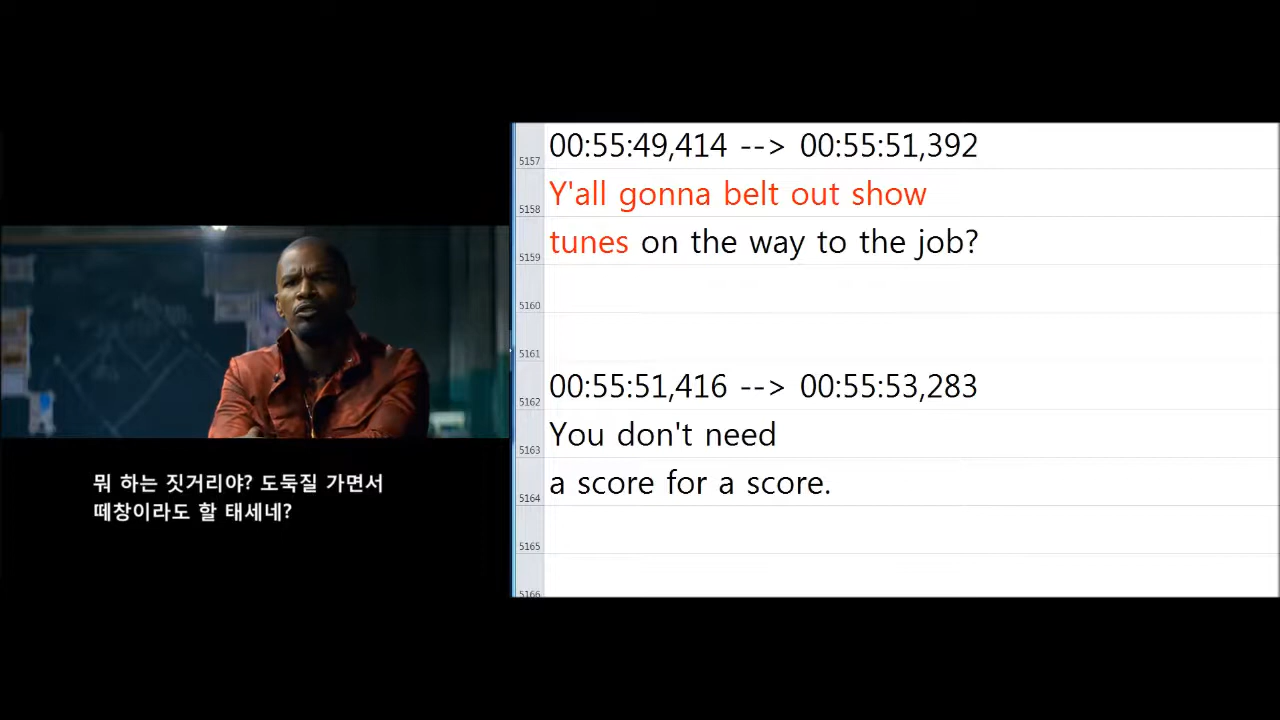 뭐 하는 짓거리야? 도둑질 가면서
떼창이라도 할 태세네?
5157 00:55:49,414 --> 00:55:51,392
5158 Y'all gonna belt out show
5159 tunes on the way to the job?
5160
5161
5162 00:55:51,416 --> 00:55:53,283
5163 You don't need
5164 a score for a score.
5165
5166